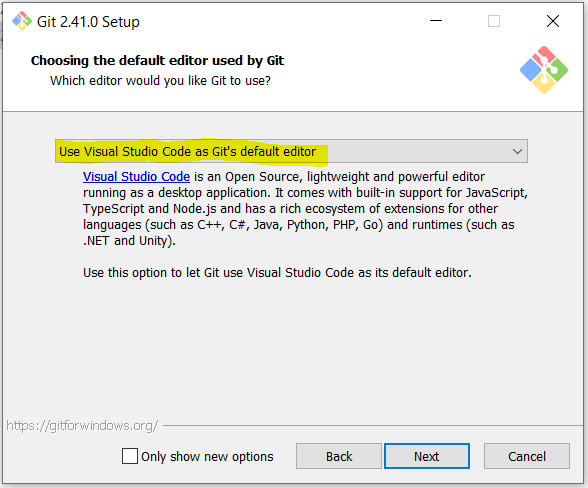 Git 2.41.0 Setup
Choosing the default editor used by Git
Which editor would you like Git to use?
Use Visual Studio Code as Git's default editor
Visual Studio Code is an Open Source, lightweight and powerful editor
running as a desktop application. It comes with built-in support for JavaScript,
TypeScript and Node.js and has a rich ecosystem of extensions for other
languages (such as C++, C#, Java, Python, PHP, Go) and runtimes (such as
.NET and Unity).
Use this option to let Git use Visual Studio Code as its default editor.
https://gitforwindows.org/
Only show new options
Back
Next
Cancel